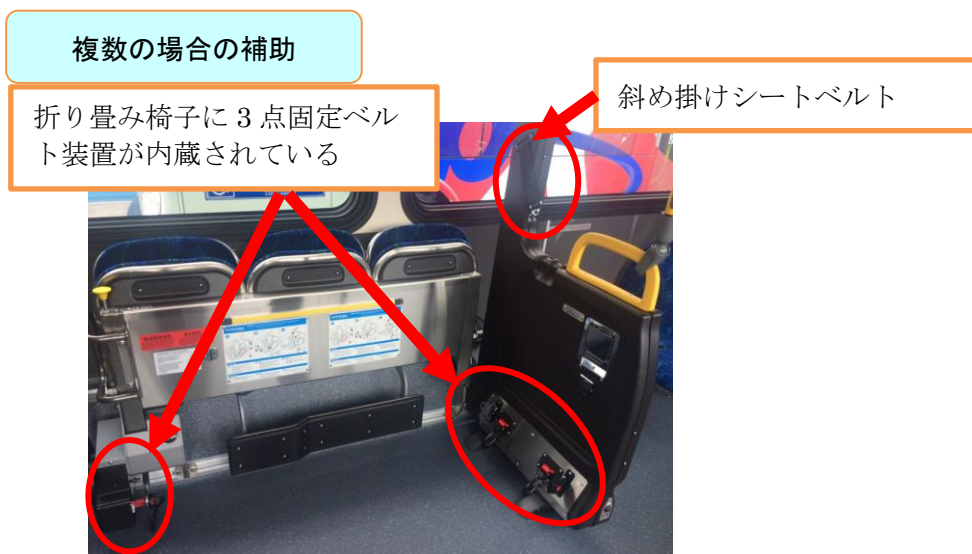 複数の場合の補助
折り畳み椅子に3点固定ベル
ト装置が内蔵されている
斜め掛けシートベルト